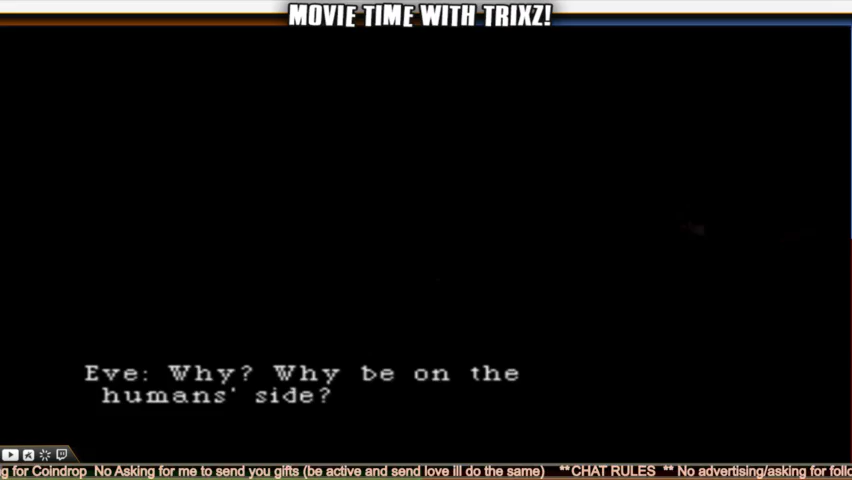 MOVIE TIME WITH TRIXZ!
Eve: Why? Why be on the
humans' side?
g for Coindrop No Asking for me to send you gifts (be active and send love ill do the same) **CHAT RULES ** No advertising/asking for follo